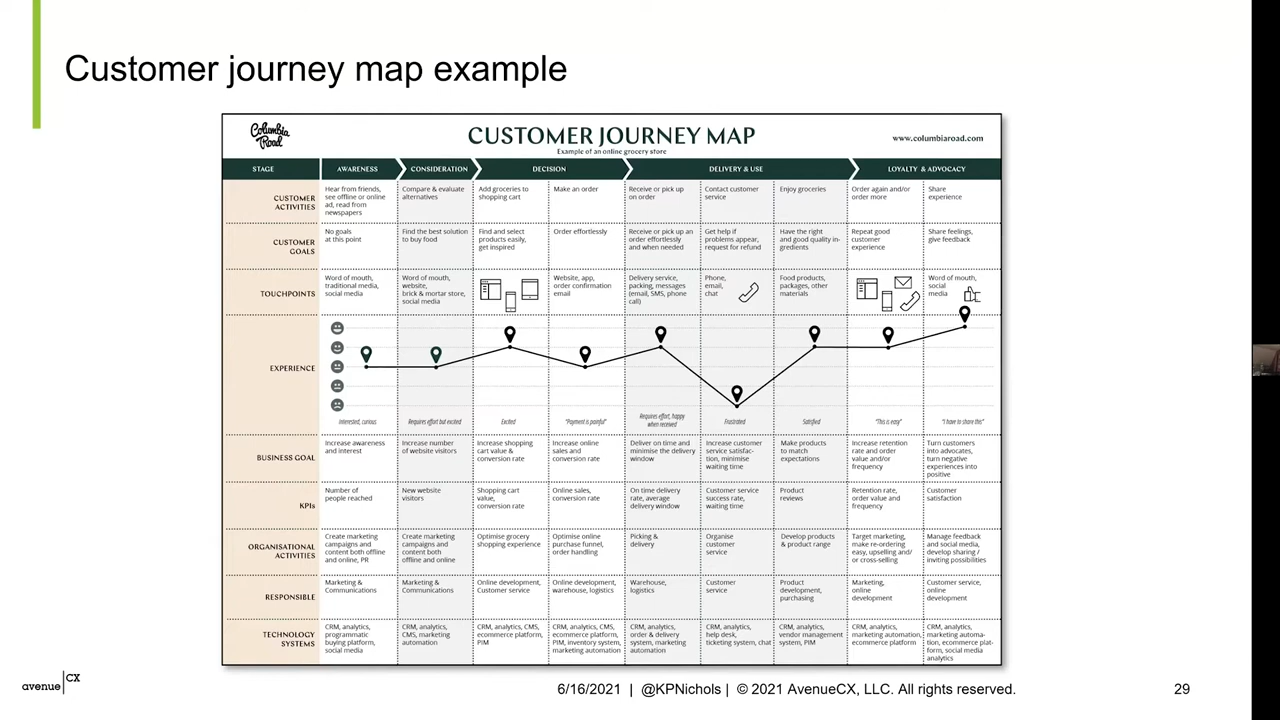 Customer journey map example
Columbia
Road
CUSTOMER JOURNEY MAP
Example of an online grocery store
www.columbiaroad.com
STAGE
AWARENESS
CONSIDERATION
DECISION
DELIVERY & USE
LOYALTY & ADVOCACY
CUSTOMER
ACTIVITIES
Hear from friends,
see offline or online
ad, read from
newspapers
Compare & evaluate
alternatives
Add groceries to
shopping cart
Make an order
Receive or pick up
on order
Contact customer
service
Enjoy groceries
Order again and/or
order more
Share
experience
CUSTOMER
GOALS
No goals
at this point
Find the best solution
to buy food
Find and select
products easily,
get inspired
Order effortlessly
Receive or pick up an
order effortlessly
and when needed
Get help if
problems appear,
request for refund
Have the right
and good quality in-
gredients
Repeat good
customer
experience
Share feelings,
give feedback
TOUCHPOINTS
Word of mouth,
traditional media,
social media
Word of mouth,
website,
brick & mortar store,
social media
Website, app,
order confirmation
email
Delivery service,
packing, messages
(email, SMS, phone
call)
Phone,
email,
chat
Food products,
packages, other
materials
Word of mouth,
social
media
EXPERIENCE
Interested, curious
Requires effort but excited
Excited
"Payment is painful"
Requires effort, happy
when received
Frustrated
Satisfied
"This is easy"
"I have to share this"
BUSINESS GOAL
Increase awareness
and interest
Increase number
of website visitors
Increase shopping
cart value &
conversion rate
Increase online
sales and
conversion rate
Deliver on time and
minimise the delivery
window
Increase customer
service satisfac-
tion, minimise
waiting time
Make products
to match
expectations
Increase retention
rate and order
value and/or
frequency
Turn customers
into advocates,
turn negative
experiences into
positive
KPIs
Number of
people reached
New website
visitors
Shopping cart
value,
conversion rate
Online sales,
conversion rate
On time delivery
rate, average
delivery window
Customer service
success rate,
waiting time
Product
reviews
Retention rate,
order value and
frequency
Customer
satisfaction
ORGANISATIONAL
ACTIVITIES
Create marketing
campaigns and
content both offline
and online, PR
Create marketing
campaigns and
content both
offline and online
Optimise grocery
shopping experience
Optimise online
purchase funnel,
order handling
Picking &
delivery
Organise
customer
service
Develop products
& product range
Target marketing,
make re-ordering
easy, upselling and/
or cross-selling
Manage feedback
and social media,
develop sharing /
inviting possibilities
RESPONSIBLE
Marketing &
Communications
Marketing &
Communications
Online development,
Customer service
Online development,
warehouse, logistics
Warehouse,
logistics
Customer
service
Product
development,
purchasing
Marketing,
online
development
Customer service,
online
development
TECHNOLOGY
SYSTEMS
CRM, analytics,
programmatic
buying platform,
social media
CRM, analytics,
CMS, marketing
automation
CRM, analytics, CMS,
ecommerce platform,
PIM
CRM, analytics, CMS,
ecommerce platform,
PIM, inventory system,
marketing automation
CRM, analytics,
order & delivery
system, marketing
automation
CRM, analytics,
help desk,
ticketing system, chat
CRM, analytics,
vendor management
system, PIM
CRM, analytics,
marketing automation,
ecommerce platform
CRM, analytics,
marketing automa-
tion, ecommerce plat-
form, social media
analytics
avenue CX
6/16/2021 | @KPNichols | © 2021 AvenueCX, LLC. All rights reserved.
29